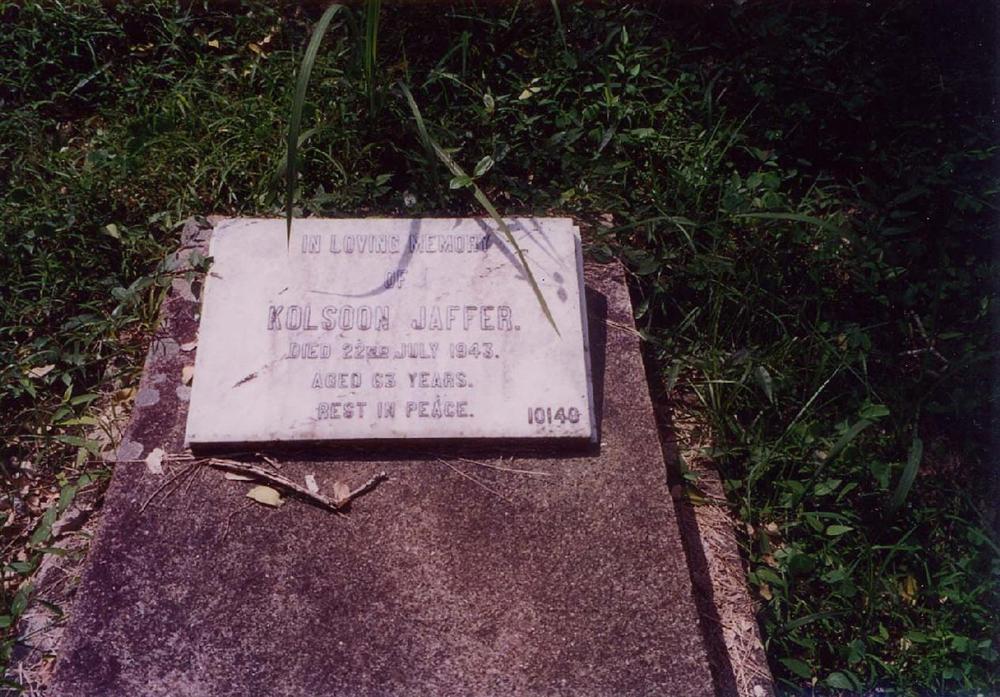 IN LOVING MEMORY
OF
KOLSOON JAFFER.
DIED 22ND JULY 1943.
AGED 63 YEARS.
REST IN PEACE.
10140